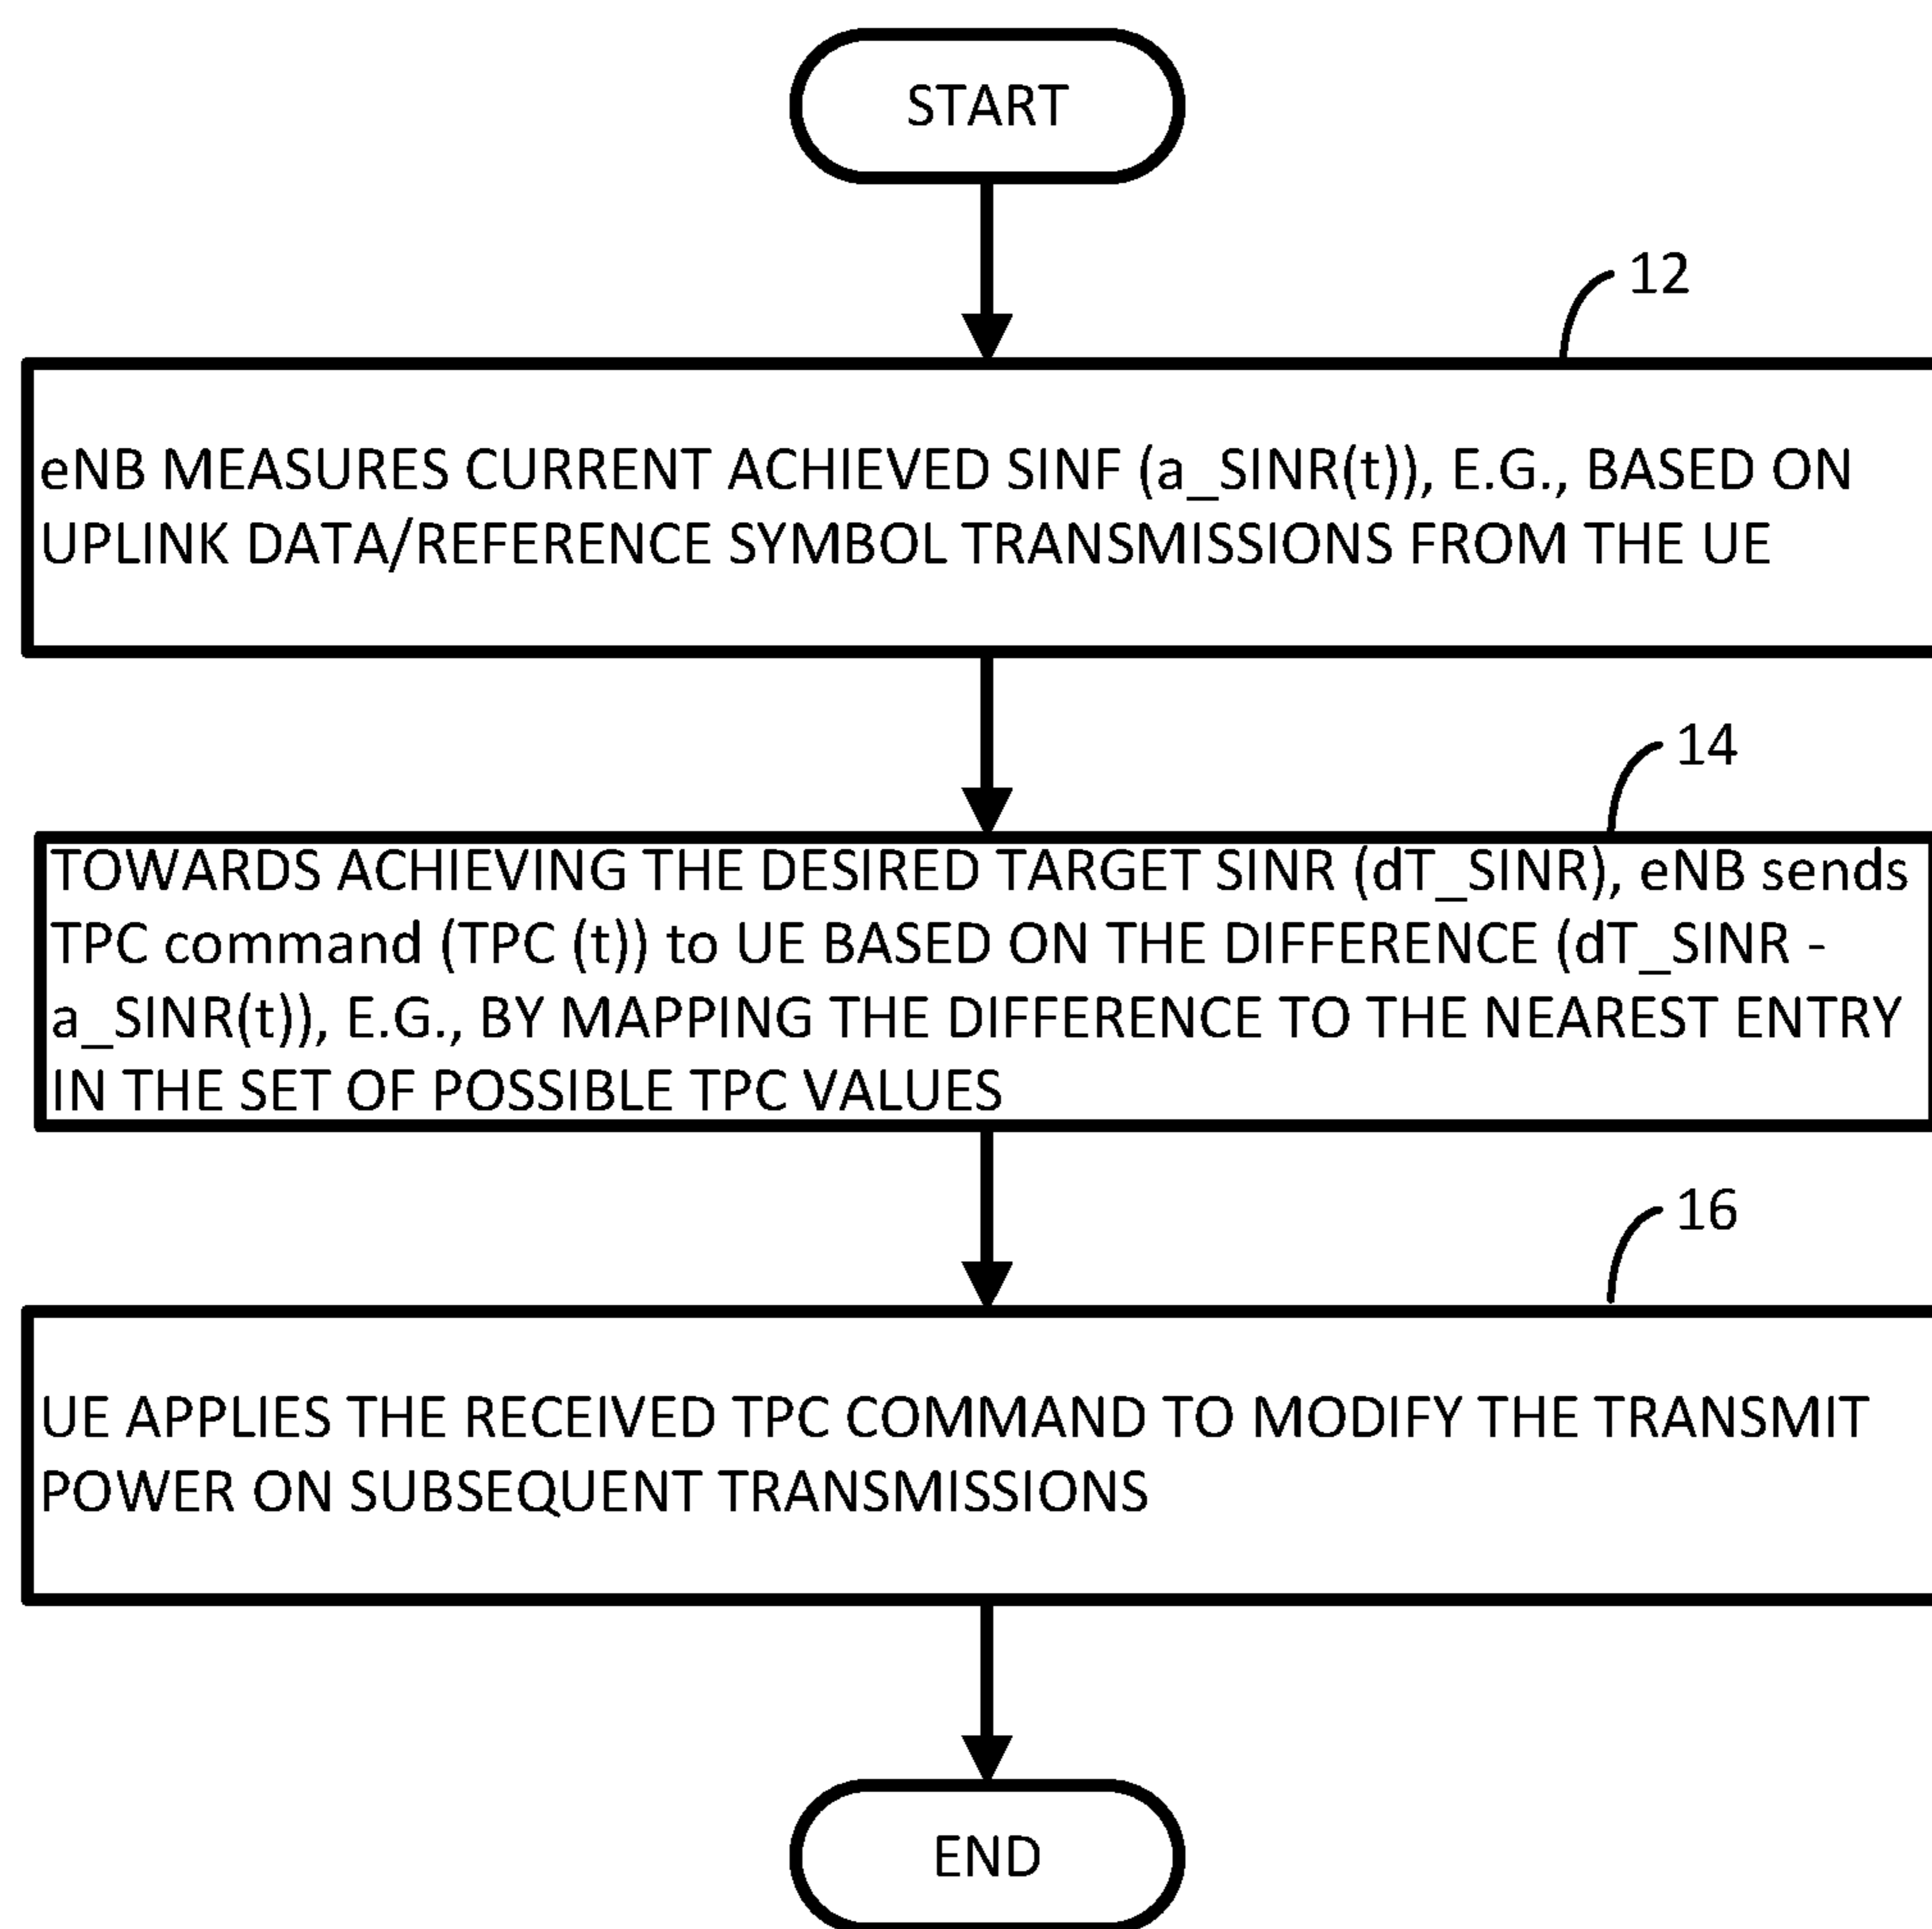 START
12
eNB MEASURES CURRENT ACHIEVED SINF (a_SINR(t)), E.G., BASED ON
UPLINK DATA/REFERENCE SYMBOL TRANSMISSIONS FROM THE UE
14
TOWARDS ACHIEVING THE DESIRED TARGET SINR (dT_SINR), eNB sends
TPC command (TPC (t)) to UE BASED ON THE DIFFERENCE (dT_SINR -
a_SINR(t)), E.G., BY MAPPING THE DIFFERENCE TO THE NEAREST ENTRY
IN THE SET OF POSSIBLE TPC VALUES
16
UE APPLIES THE RECEIVED TPC COMMAND TO MODIFY THE TRANSMIT
POWER ON SUBSEQUENT TRANSMISSIONS
END